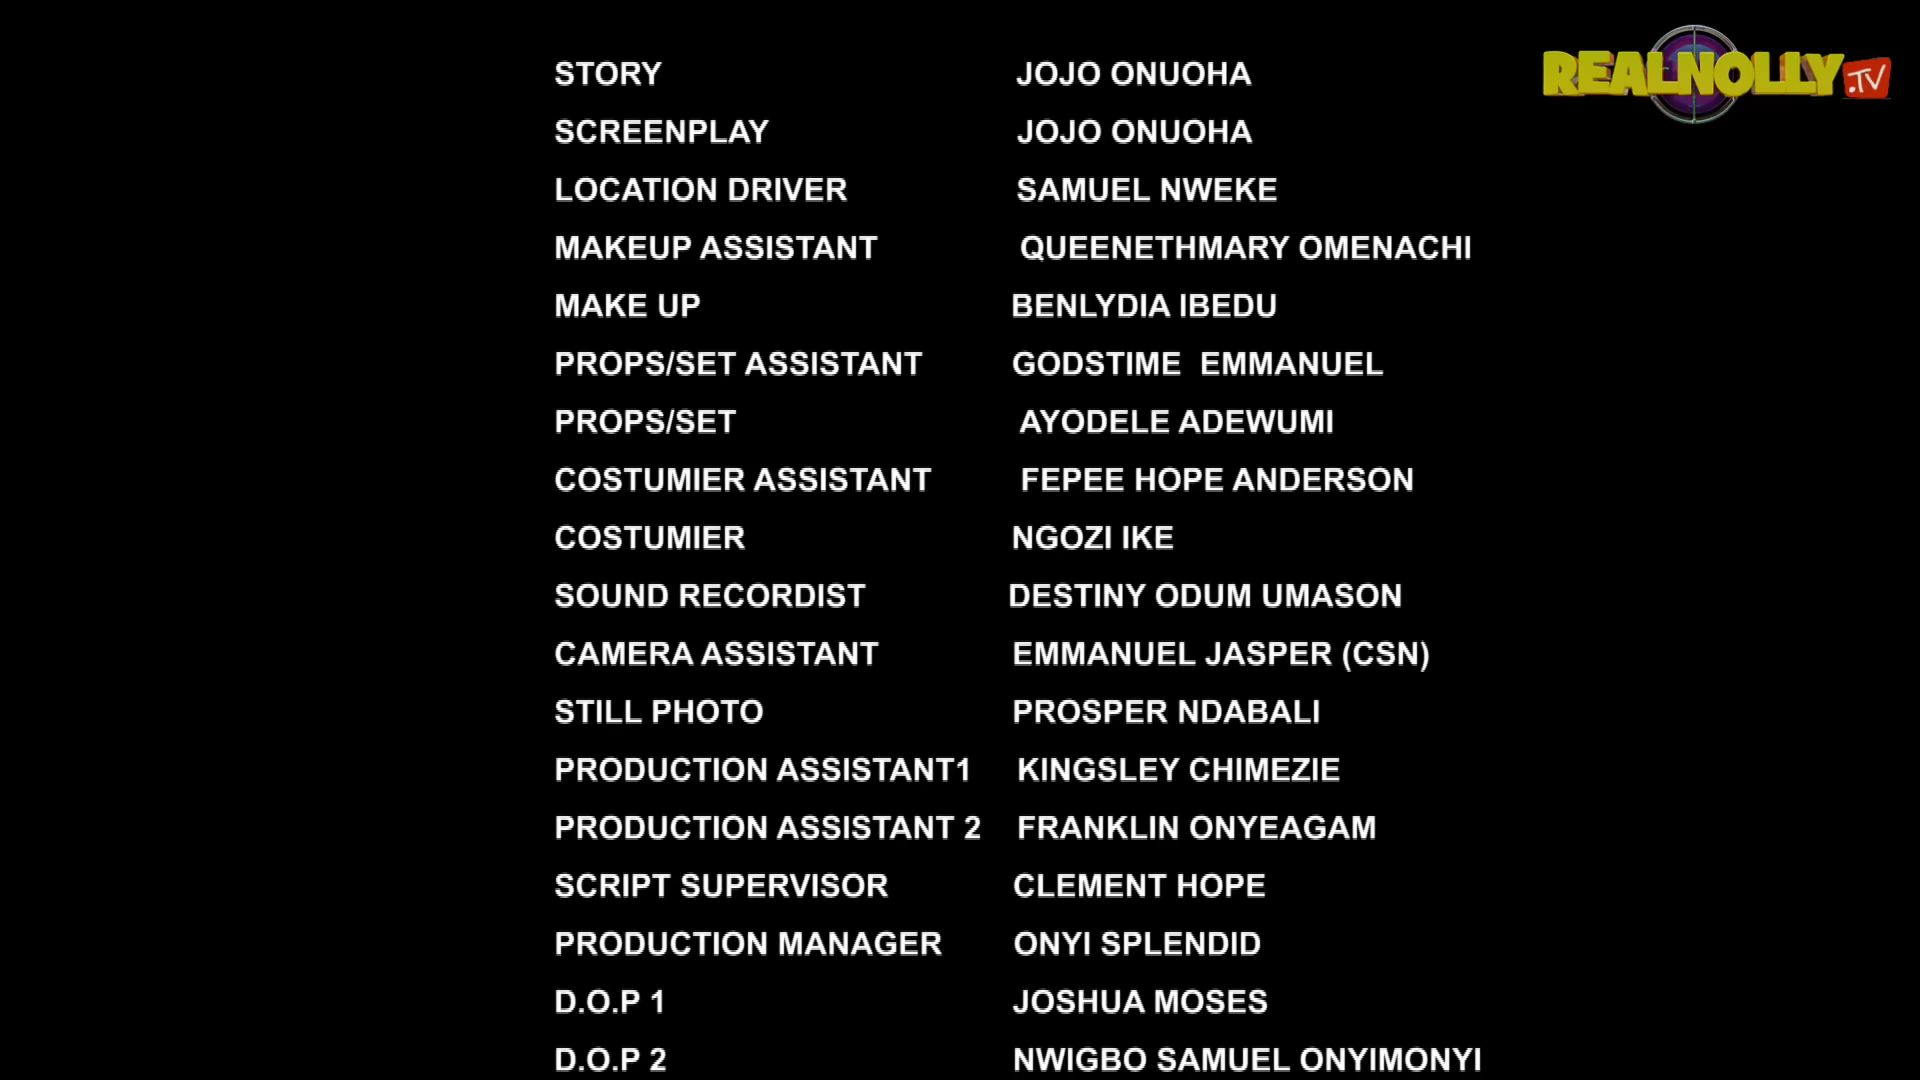 REALNOLLY.TV
STORY JOJO ONUOHA
SCREENPLAY JOJO ONUOHA
LOCATION DRIVER SAMUEL NWEKE
MAKEUP ASSISTANT QUEENETHMARY OMENACHI
MAKE UP BENLYDIA IBEDU
PROPS/SET ASSISTANT GODSTIME EMMANUEL
PROPS/SET AYODELE ADEWUMI
COSTUMIER ASSISTANT FEPEE HOPE ANDERSON
COSTUMIER NGOZI IKE
SOUND RECORDIST DESTINY ODUM UMASON
CAMERA ASSISTANT EMMANUEL JASPER (CSN)
STILL PHOTO PROSPER NDABALI
PRODUCTION ASSISTANT1 KINGSLEY CHIMEZIE
PRODUCTION ASSISTANT 2 FRANKLIN ONYEAGAM
SCRIPT SUPERVISOR CLEMENT HOPE
PRODUCTION MANAGER ONYI SPLENDID
D.O.P 1 JOSHUA MOSES
D.O.P 2 NWIGBO SAMUEL ONYIMONYI